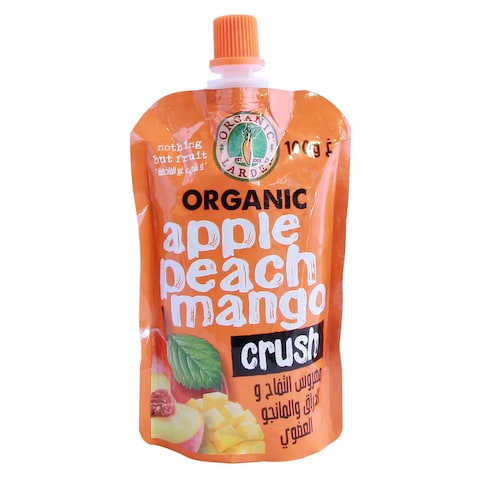 ORGANIC
LARDER
100g غ
nothing
but fruit
ORGANIC
apple
peach
mango
crush
مهروس التفاح و
الدراق والمانجو
العضوي